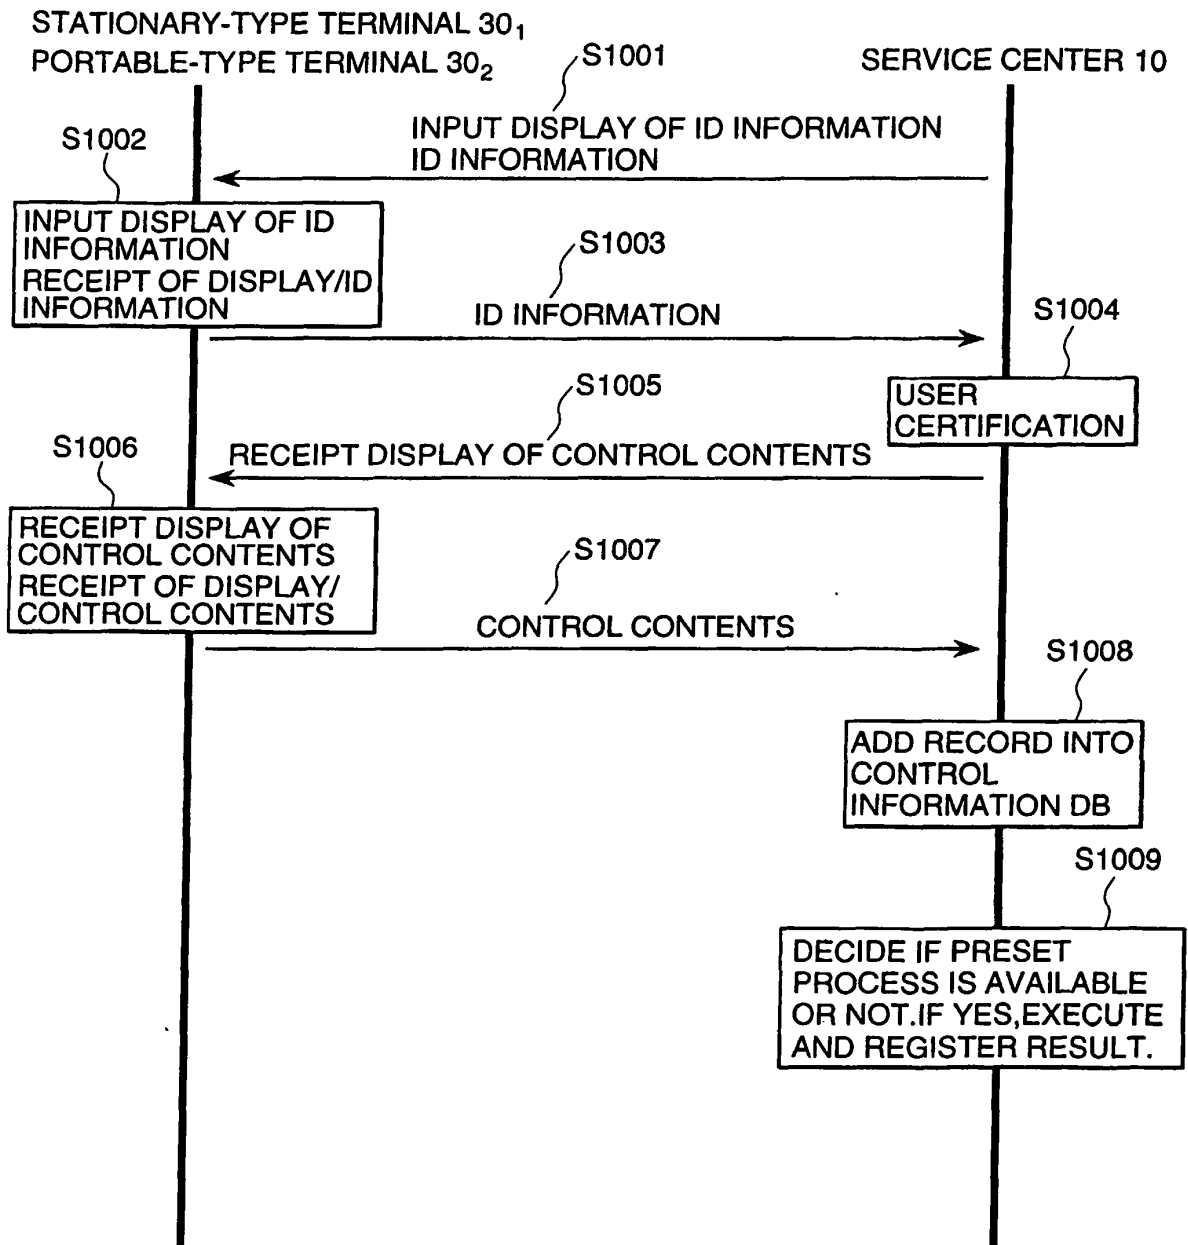 STATIONARY-TYPE TERMINAL 30₁
PORTABLE-TYPE TERMINAL 30₂
SERVICE CENTER 10
S1001
INPUT DISPLAY OF ID INFORMATION
ID INFORMATION
S1002
INPUT DISPLAY OF ID
INFORMATION
RECEIPT OF DISPLAY/ID
INFORMATION
S1003
ID INFORMATION
S1004
USER
CERTIFICATION
S1005
RECEIPT DISPLAY OF CONTROL CONTENTS
S1006
RECEIPT DISPLAY OF
CONTROL CONTENTS
RECEIPT OF DISPLAY/
CONTROL CONTENTS
S1007
CONTROL CONTENTS
S1008
ADD RECORD INTO
CONTROL
INFORMATION DB
S1009
DECIDE IF PRESET
PROCESS IS AVAILABLE
OR NOT.IF YES,EXECUTE
AND REGISTER RESULT.